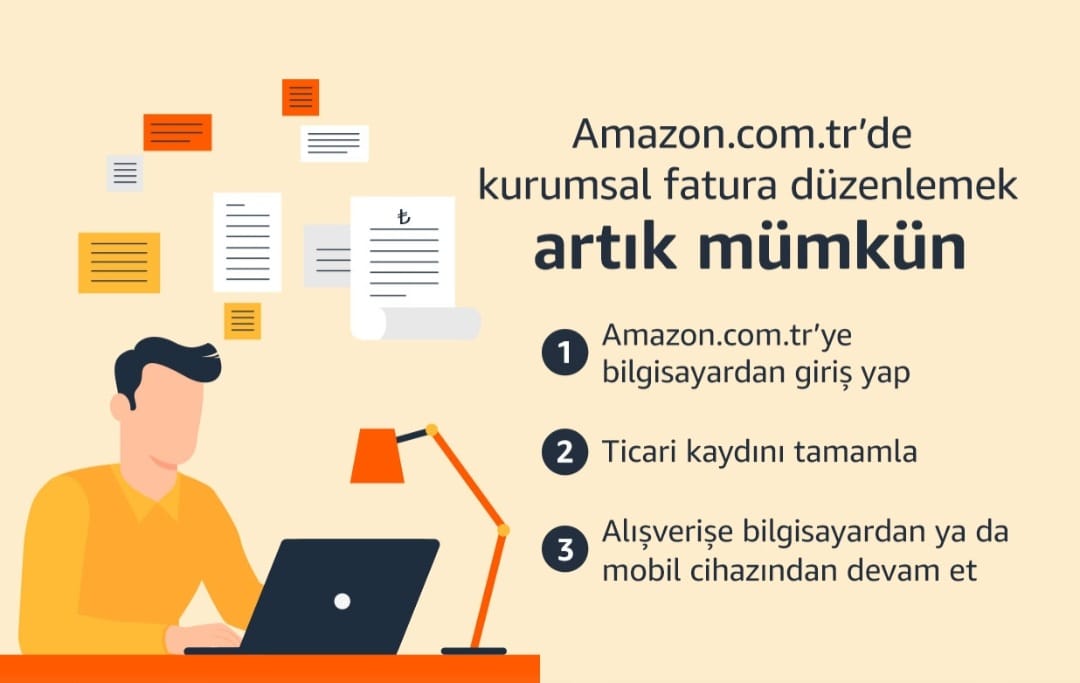 Amazon.com.tr’de
kurumsal fatura düzenlemek
artık mümkün
1 Amazon.com.tr’ye
bilgisayardan giriş yap
2 Ticari kaydını tamamla
3 Alışverişe bilgisayardan ya da
mobil cihazından devam et
₺